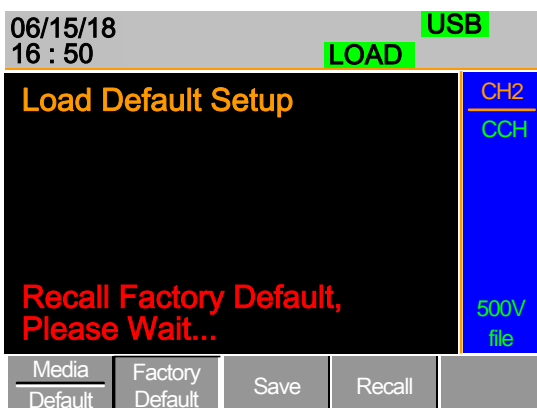 06/15/18
USB
16 : 50
LOAD
Load Default Setup
Recall Factory Default,
Please Wait...
CH2
CCH
500V
file
Media
Default
Factory
Default
Save
Recall